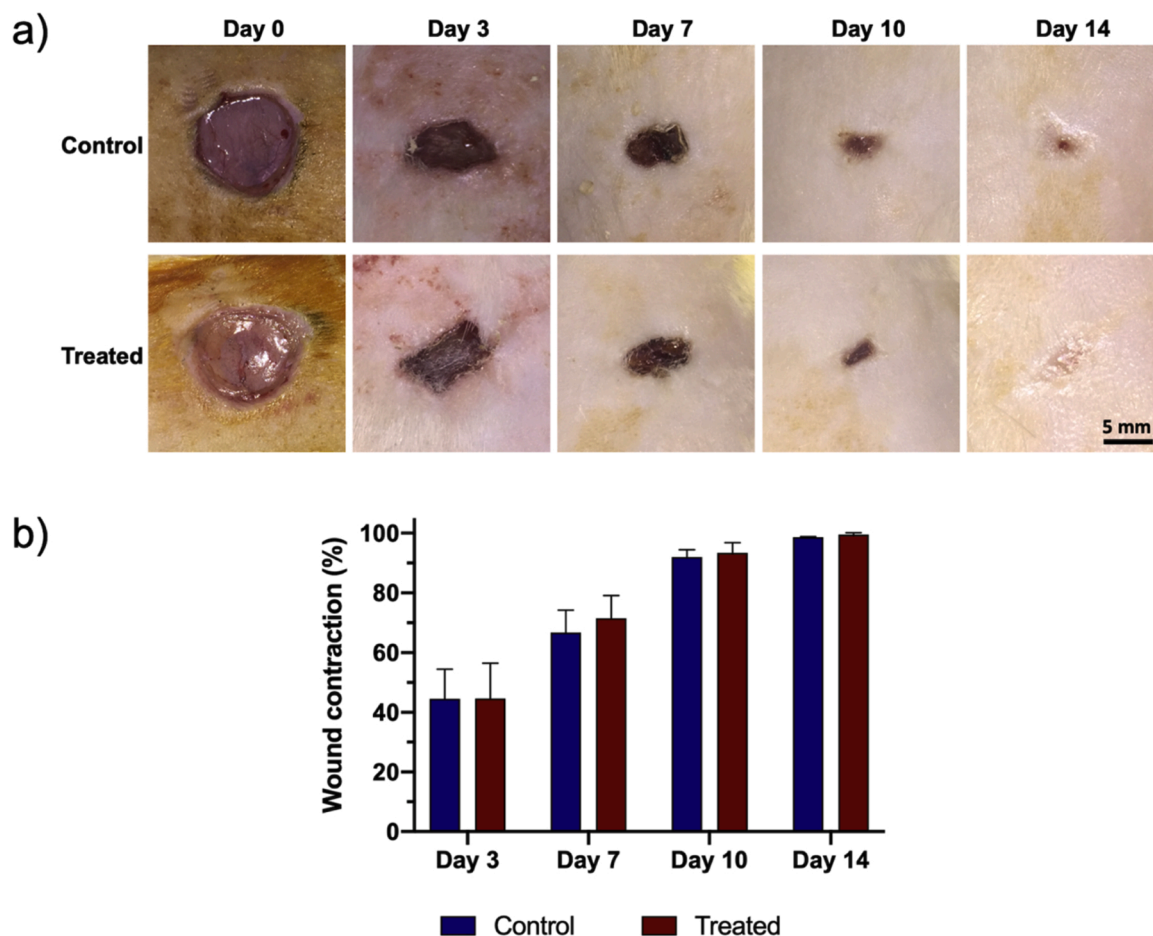 a)
Day 0 Day 3 Day 7 Day 10 Day 14
Control
Treated
5 mm
b)
Wound contraction (%)
100
80
60
40
20
0
Day 3 Day 7 Day 10 Day 14
Control Treated